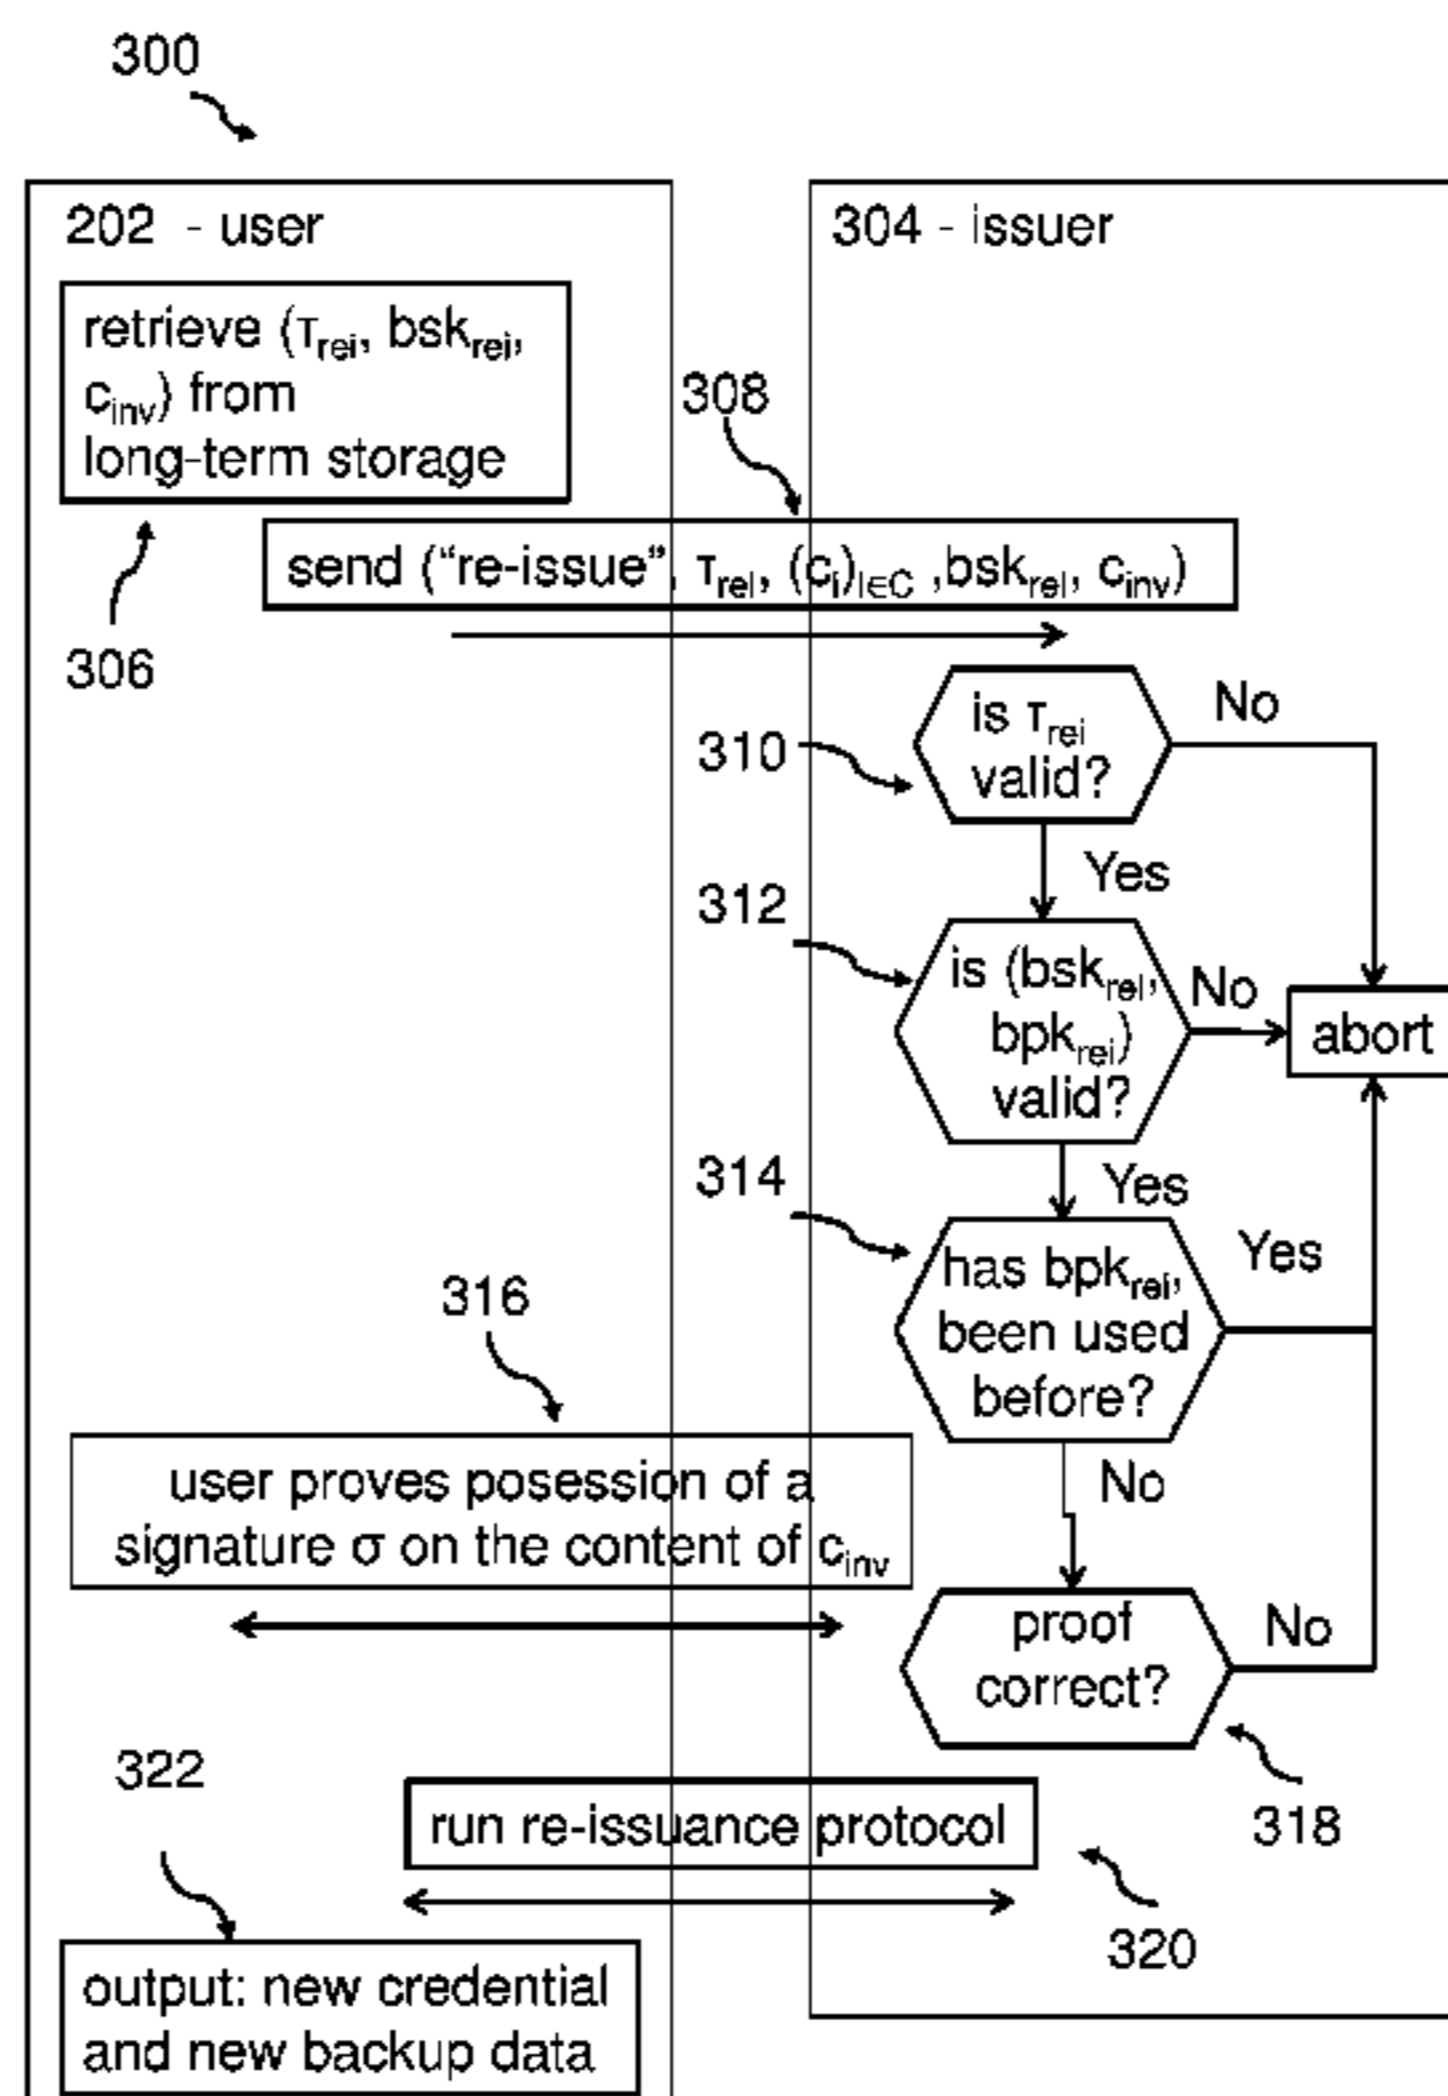 300
202 - user
304 - issuer
retrieve (τrei, bskrei,
cinv) from
long-term storage
308
send (“re-issue”, τrei, (ci)i∈C ,bskrei, cinv)
306
is τrei
valid?
No
310
Yes
312
is (bskrei,
bpkrei)
valid?
No
abort
Yes
314
has bpkrei,
been used
before?
Yes
316
No
user proves posession of a
signature σ on the content of cinv
proof
correct?
No
318
322
run re-issuance protocol
320
output: new credential
and new backup data